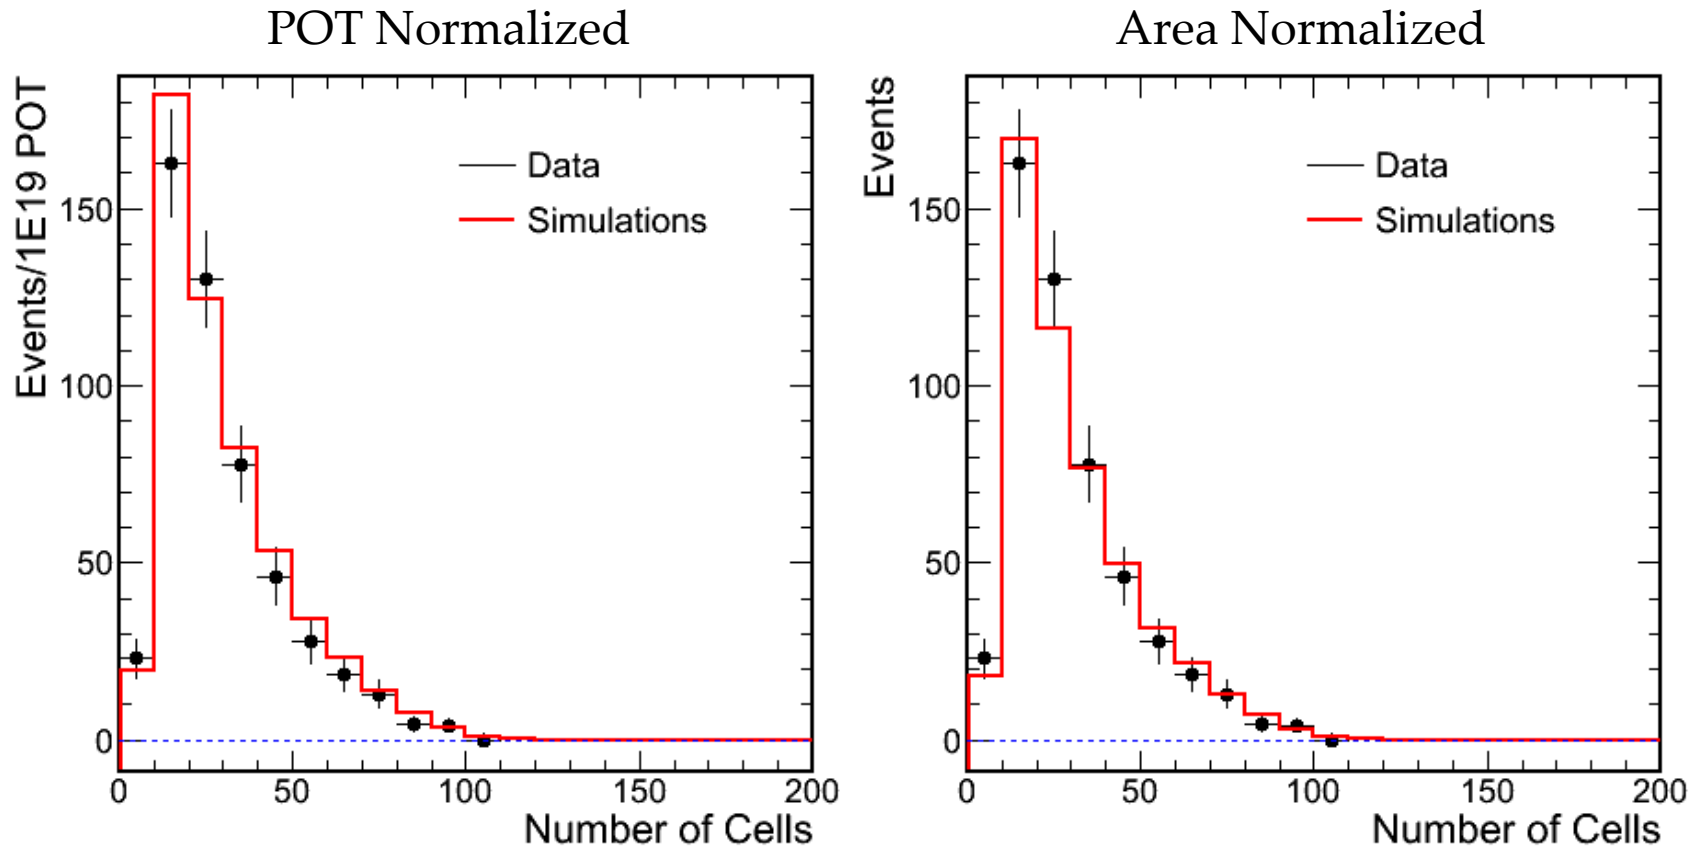 POT Normalized
Events/1E19 POT
150
100
50
0
Data
Simulations
0 50 100 150 200
Number of Cells
Area Normalized
Events
150
100
50
0
Data
Simulations
0 50 100 150 200
Number of Cells